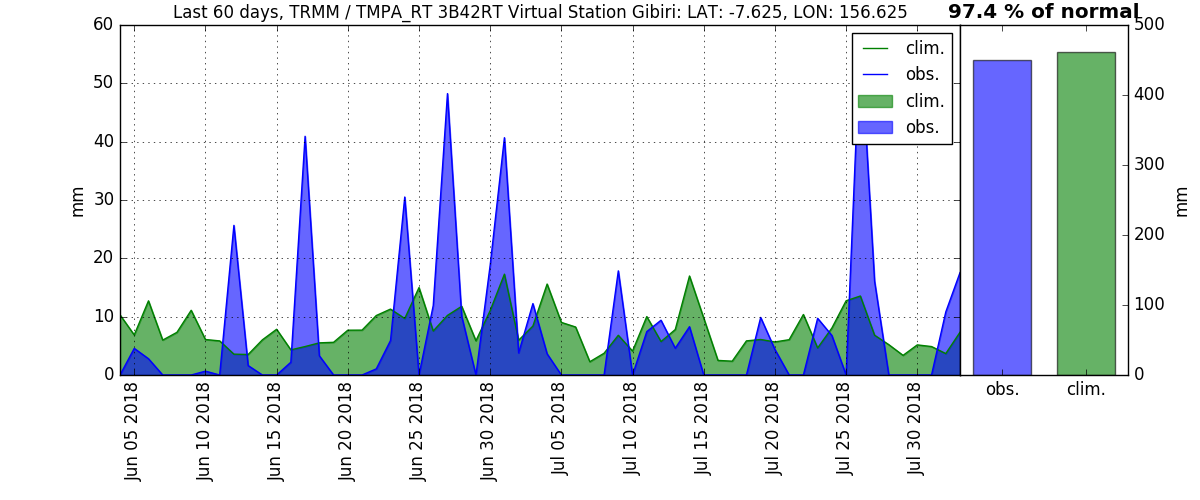 Last 60 days, TRMM / TMPA_RT 3B42RT Virtual Station Gibiri: LAT: -7.625, LON: 156.625
97.4 % of normal
60
50
40
30
20
10
0
mm
clim.
obs.
clim.
obs.
Jun 05 2018
Jun 10 2018
Jun 15 2018
Jun 20 2018
Jun 25 2018
Jun 30 2018
Jul 05 2018
Jul 10 2018
Jul 15 2018
Jul 20 2018
Jul 25 2018
Jul 30 2018
500
400
300
200
100
0
mm
obs.
clim.